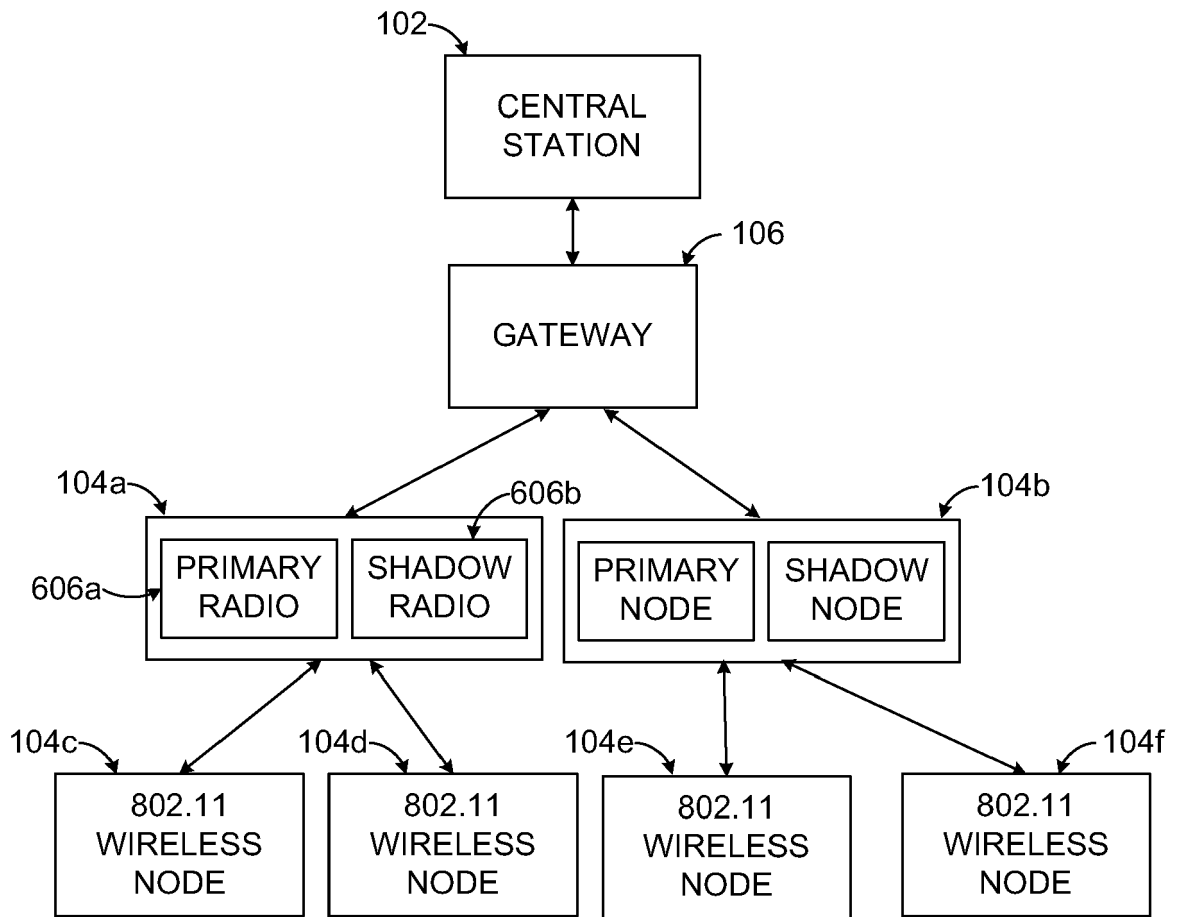 102
CENTRAL
STATION
106
GATEWAY
104a
606b
104b
PRIMARY
RADIO
SHADOW
RADIO
PRIMARY
NODE
SHADOW
NODE
606a
104c
104d
104e
104f
802.11
WIRELESS
NODE
802.11
WIRELESS
NODE
802.11
WIRELESS
NODE
802.11
WIRELESS
NODE